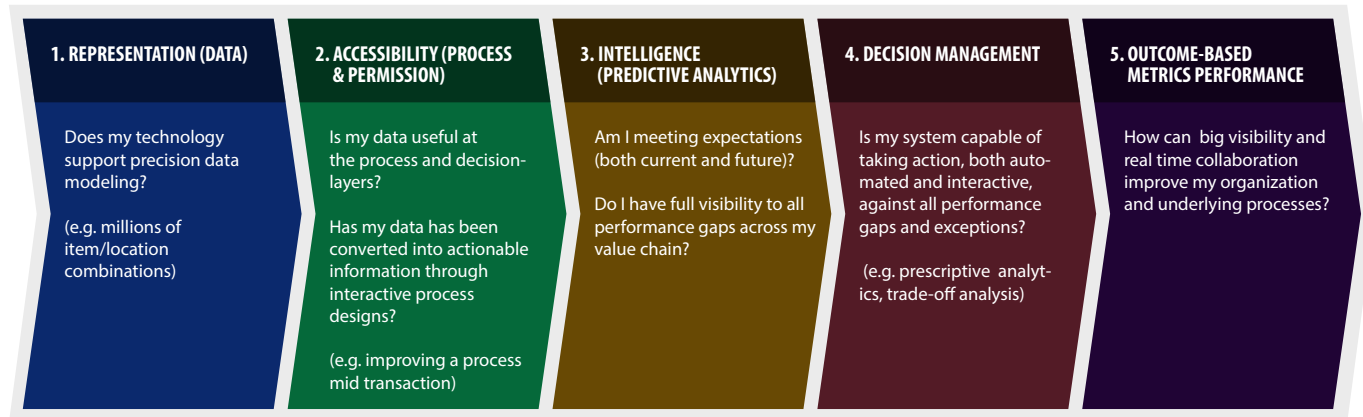 1. REPRESENTATION (DATA)
Does my technology
support precision data
modeling?
(e.g. millions of
item/location
combinations)
2. ACCESSIBILITY (PROCESS
& PERMISSION)
Is my data useful at
the process and decision-
layers?
Has my data has been
converted into actionable
information through
interactive process
designs?
(e.g. improving a process
mid transaction)
3. INTELLIGENCE
(PREDICTIVE ANALYTICS)
Am I meeting expectations
(both current and future)?
Do I have full visibility to all
performance gaps across my
value chain?
4. DECISION MANAGEMENT
Is my system capable of
taking action, both auto-
mated and interactive,
against all performance
gaps and exceptions?
(e.g. prescriptive analyt-
ics, trade-off analysis)
5. OUTCOME-BASED
METRICS PERFORMANCE
How can big visibility and
real time collaboration
improve my organization
and underlying processes?